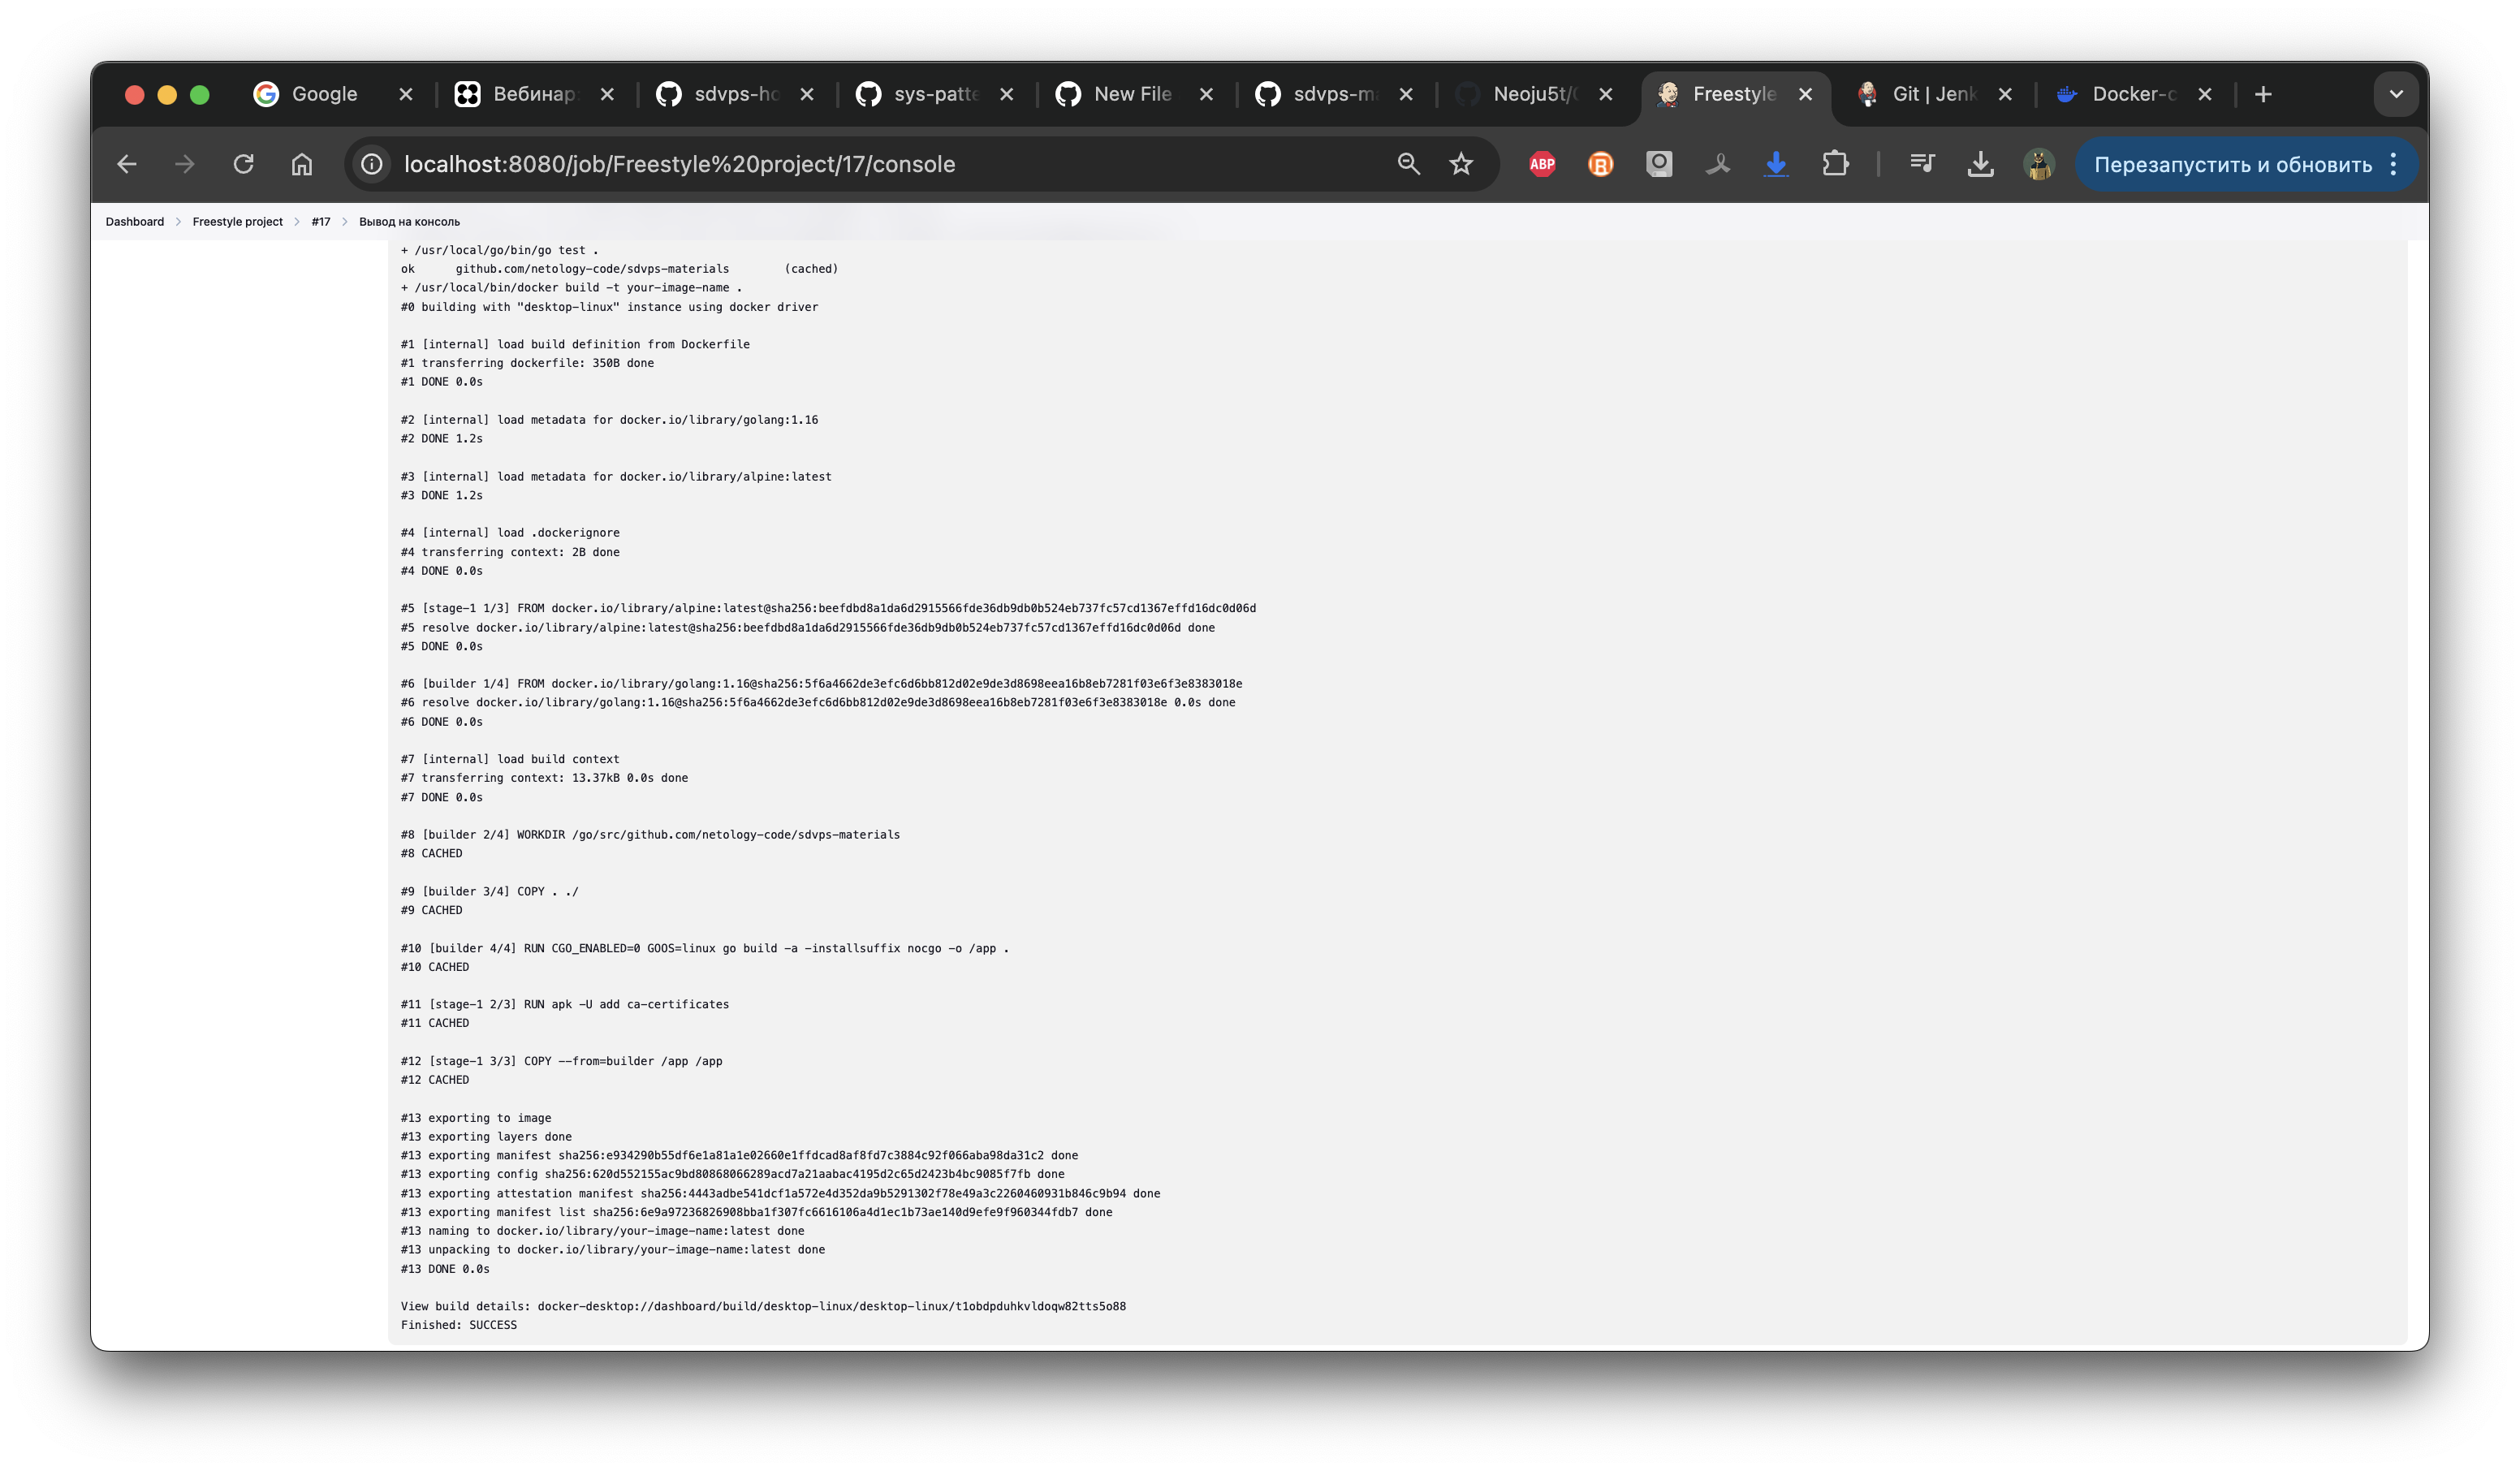 Google
Вебинар:
sdvps-ho
sys-patte
New File
sdvps-ma
Neoju5t/
Freestyle
Git | Jenk
Docker-c
localhost:8080/job/Freestyle%20project/17/console
ABP
Перезапустить и обновить
Dashboard > Freestyle project > #17 > Вывод на консоль
+ /usr/local/go/bin/go test .
ok github.com/netology-code/sdvps-materials (cached)
+ /usr/local/bin/docker build -t your-image-name .
#0 building with "desktop-linux" instance using docker driver
#1 [internal] load build definition from Dockerfile
#1 transferring dockerfile: 350B done
#1 DONE 0.0s
#2 [internal] load metadata for docker.io/library/golang:1.16
#2 DONE 1.2s
#3 [internal] load metadata for docker.io/library/alpine:latest
#3 DONE 1.2s
#4 [internal] load .dockerignore
#4 transferring context: 2B done
#4 DONE 0.0s
#5 [stage-1 1/3] FROM docker.io/library/alpine:latest@sha256:beefdbd8a1da6d2915566fde36db9db0b524eb737fc57cd1367effd16dc0d06d
#5 resolve docker.io/library/alpine:latest@sha256:beefdbd8a1da6d2915566fde36db9db0b524eb737fc57cd1367effd16dc0d06d done
#5 DONE 0.0s
#6 [builder 1/4] FROM docker.io/library/golang:1.16@sha256:5f6a4662de3efc6d6bb812d02e9de3d8698eea16b8eb7281f03e6f3e8383018e
#6 resolve docker.io/library/golang:1.16@sha256:5f6a4662de3efc6d6bb812d02e9de3d8698eea16b8eb7281f03e6f3e8383018e 0.0s done
#6 DONE 0.0s
#7 [internal] load build context
#7 transferring context: 13.37kB 0.0s done
#7 DONE 0.0s
#8 [builder 2/4] WORKDIR /go/src/github.com/netology-code/sdvps-materials
#8 CACHED
#9 [builder 3/4] COPY . ./
#9 CACHED
#10 [builder 4/4] RUN CGO_ENABLED=0 GOOS=linux go build -a -installsuffix nocgo -o /app .
#10 CACHED
#11 [stage-1 2/3] RUN apk -U add ca-certificates
#11 CACHED
#12 [stage-1 3/3] COPY --from=builder /app /app
#12 CACHED
#13 exporting to image
#13 exporting layers done
#13 exporting manifest sha256:e934290b55df6e1a81a1e02660e1ffdcad8af8fd7c3884c92f066aba98da31c2 done
#13 exporting config sha256:620d552155ac9bd80868066289acd7a21aabac4195d2c65d2423b4bc9085f7fb done
#13 exporting attestation manifest sha256:4443adbe541dcf1a572e4d352da9b5291302f78e49a3c2260460931b846c9b94 done
#13 exporting manifest list sha256:6e9a97236826908bba1f307fc6616106a4d1ec1b73ae140d9efe9f960344fdb7 done
#13 naming to docker.io/library/your-image-name:latest done
#13 unpacking to docker.io/library/your-image-name:latest done
#13 DONE 0.0s
View build details: docker-desktop://dashboard/build/desktop-linux/desktop-linux/t1obdpduhkvldoqw82tts5o88
Finished: SUCCESS